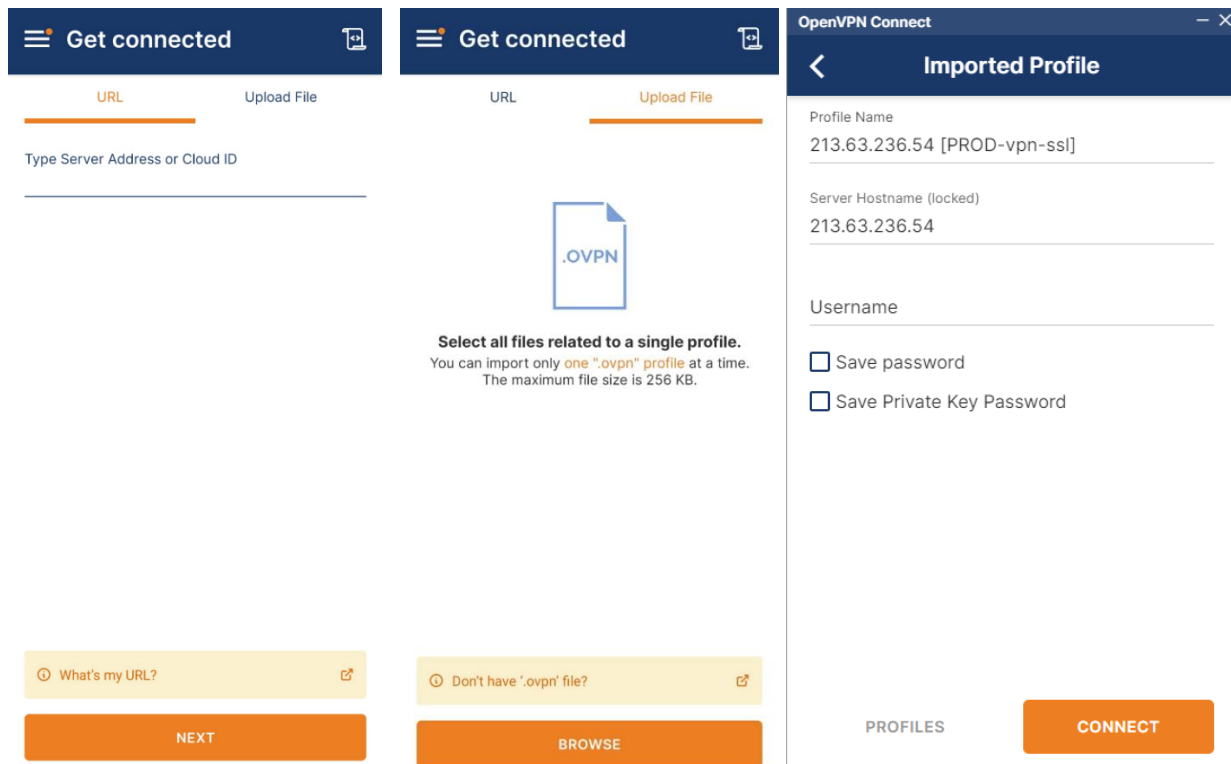 Get connected
URL
Upload File
Type Server Address or Cloud ID
What's my URL?
NEXT
Get connected
URL
Upload File
.OVPN
Select all files related to a single profile.
You can import only one ".ovpn" profile at a time.
The maximum file size is 256 KB.
Don't have '.ovpn' file?
BROWSE
OpenVPN Connect
Imported Profile
Profile Name
213.63.236.54 [PROD-vpn-ssl]
Server Hostname (locked)
213.63.236.54
Username
Save password
Save Private Key Password
PROFILES
CONNECT